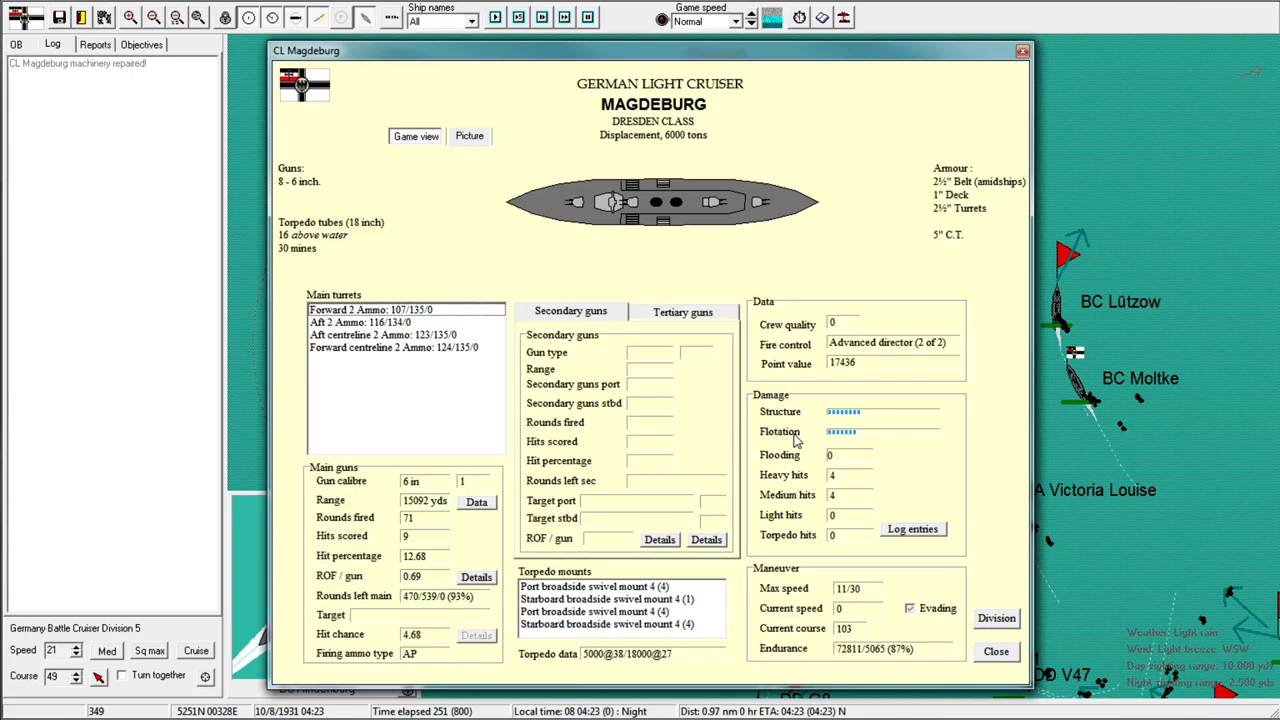 Ship names
All
Game speed
Normal
OB
Log
Reports
Objectives
CL Magdeburg machinery repaired!
CL Magdeburg
GERMAN LIGHT CRUISER
MAGDEBURG
DRESDEN CLASS
Displacement, 6000 tons
Game view
Picture
Guns:
8 - 6 inch.
Torpedo tubes (18 inch)
16 above water
30 mines
Armour :
2½" Belt (amidships)
1" Deck
2½" Turrets
5" C.T.
Main turrets
Forward 2 Ammo: 107/135/0
Aft 2 Ammo: 116/134/0
Aft centreline 2 Ammo: 123/135/0
Forward centreline 2 Ammo: 124/135/0
Main guns
Gun calibre 6 in 1
Range 15092 yds Data
Rounds fired 71
Hits scored 9
Hit percentage 12.68
ROF / gun 0.69 Details
Rounds left main 470/539/0 (93%)
Target
Hit chance 4.68 Details
Firing ammo type AP
Secondary guns
Tertiary guns
Secondary guns
Gun type
Range
Secondary guns port
Secondary guns stbd
Rounds fired
Hits scored
Hit percentage
Rounds left sec
Target port
Target stbd
ROF / gun Details Details
Torpedo mounts
Port broadside swivel mount 4 (4)
Starboard broadside swivel mount 4 (1)
Port broadside swivel mount 4 (4)
Starboard broadside swivel mount 4 (4)
Torpedo data 5000@38/18000@27
Data
Crew quality 0
Fire control Advanced director (2 of 2)
Point value 17436
Damage
Structure
Flotation
Flooding 0
Heavy hits 4
Medium hits 4
Light hits 0
Torpedo hits 0
Log entries
Maneuver
Max speed 11/30
Current speed 0 Evading
Current course 103
Endurance 72811/5065 (87%)
Division
Close
BC Lützow
BC Moltke
A Victoria Louise
DD V47
Weather: Light rain
Wind: Light breeze WSW
Day sighting range: 10,000 yds
Night sighting range: 2,500 yds
Germany Battle Cruiser Division 5
Speed 21 Med Sq max Cruise
Course 49 Turn together
349
5251N 00328E
10/8/1931 04:23
Time elapsed 251 (800)
Local time: 08 04:23 (0) : Night
Dist: 0.97 nm 0 hr ETA: 04:23 (04:23) N